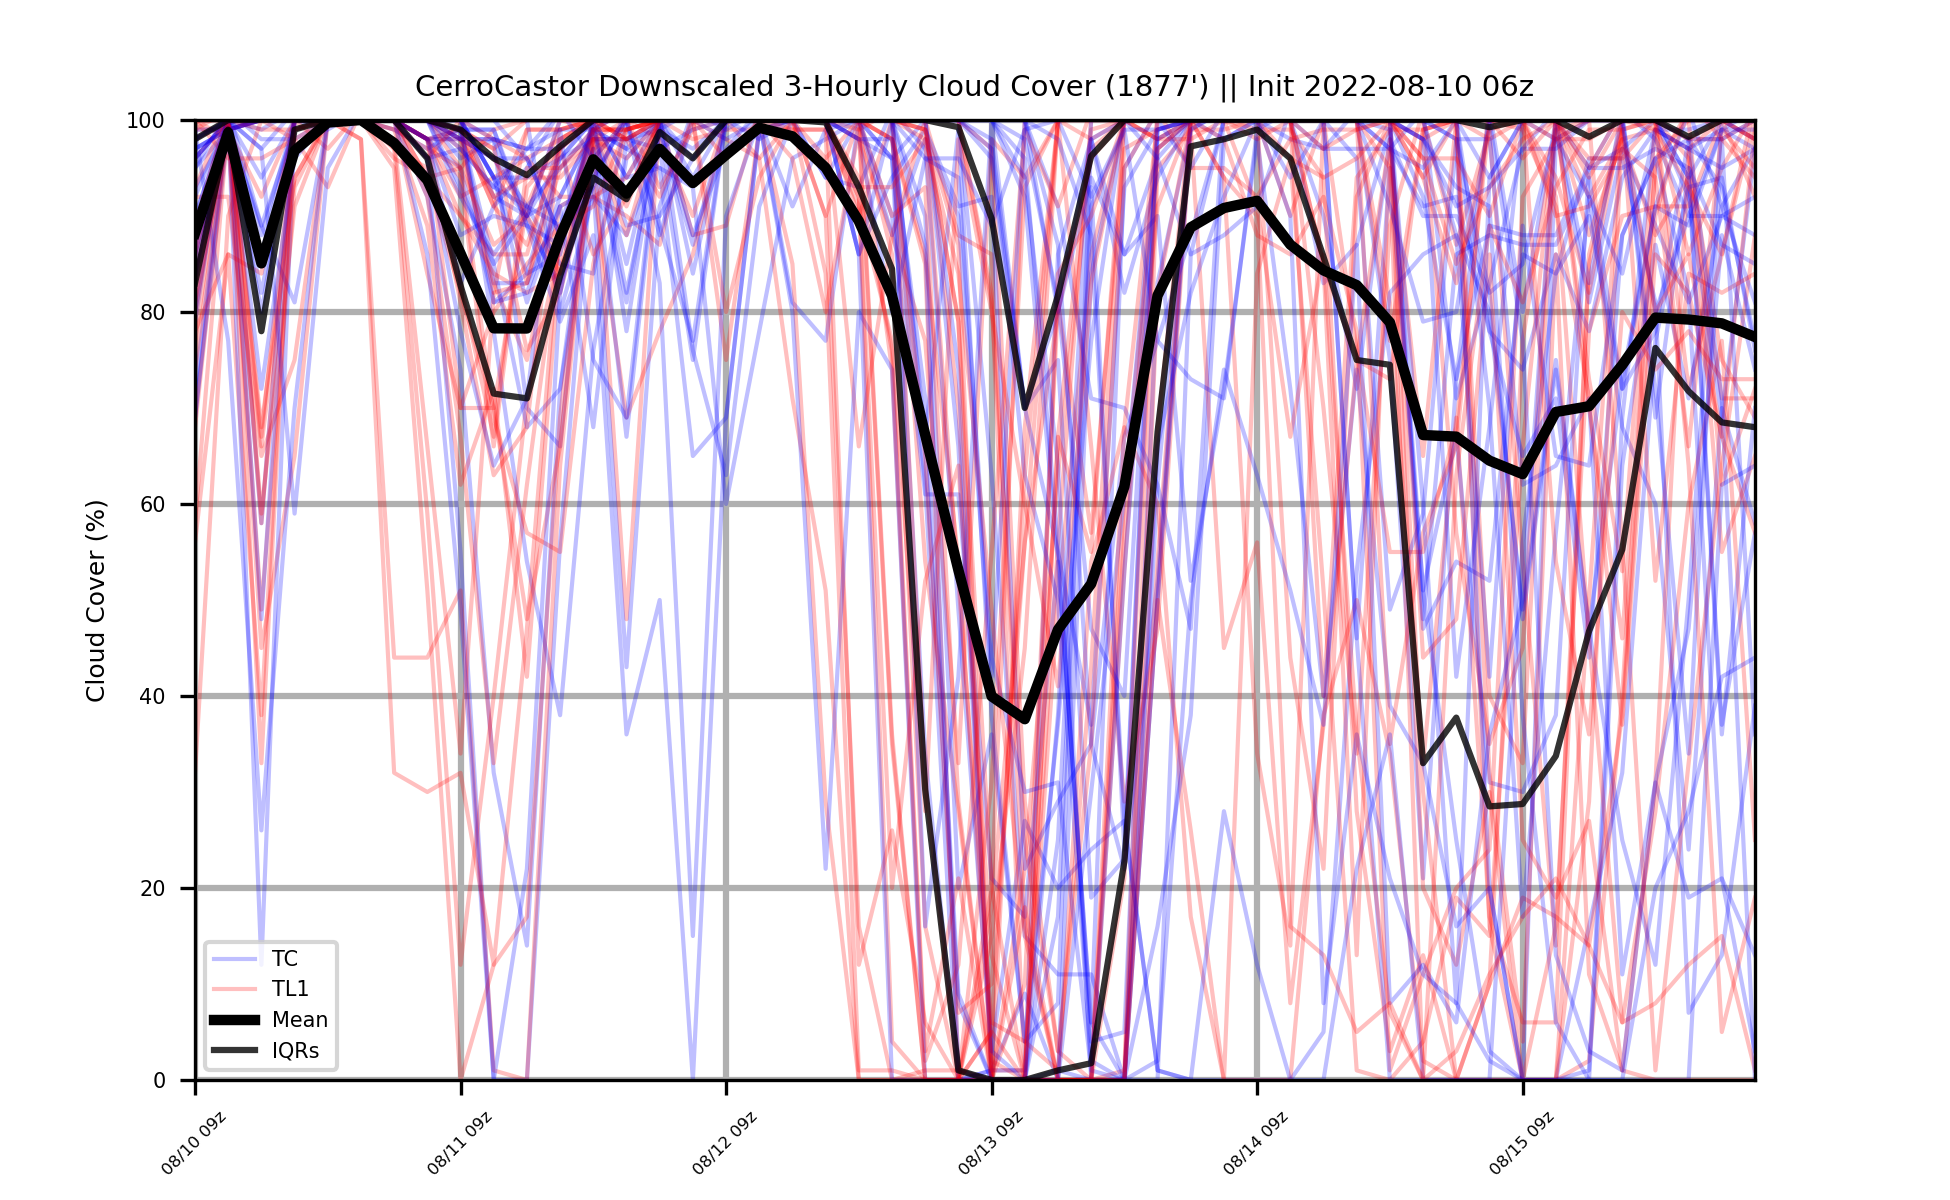 CerroCastor Downscaled 3-Hourly Cloud Cover (1877') || Init 2022-08-10 06z
Cloud Cover (%)
100
80
60
40
20
0
TC
TL1
Mean
IQRs
08/10 09z
08/11 09z
08/12 09z
08/13 09z
08/14 09z
08/15 09z